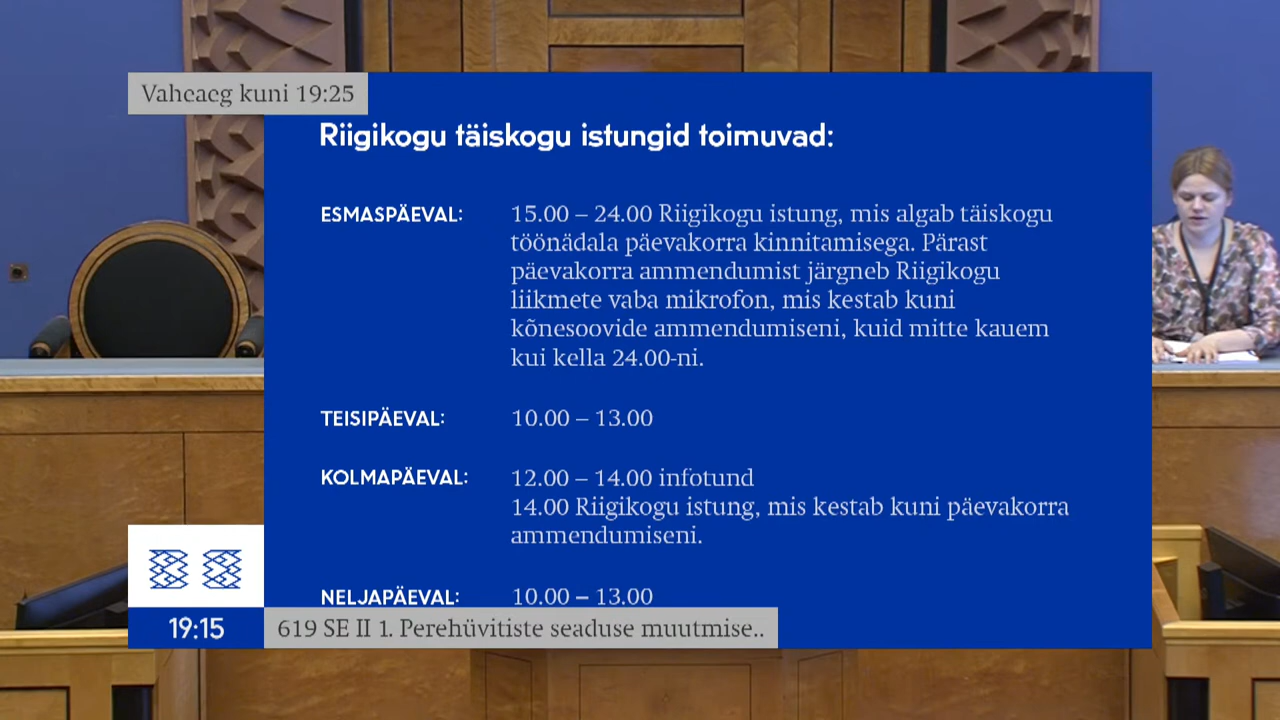 Vaheaeg kuni 19:25
Riigikogu täiskogu istungid toimuvad:
ESMASPÄEVAL:
15.00 – 24.00 Riigikogu istung, mis algab täiskogu
töönädala päevakorra kinnitamisega. Pärast
päevakorra ammendumist järgneb Riigikogu
liikmete vaba mikrofon, mis kestab kuni
kõnesoovide ammendumiseni, kuid mitte kauem
kui kella 24.00-ni.
TEISIPÄEVAL:
10.00 – 13.00
KOLMAPÄEVAL:
12.00 – 14.00 infotund
14.00 Riigikogu istung, mis kestab kuni päevakorra
ammendumiseni.
NELJAPÄEVAL:
10.00 – 13.00
19:15
619 SE II 1. Perehüvitiste seaduse muutmise..